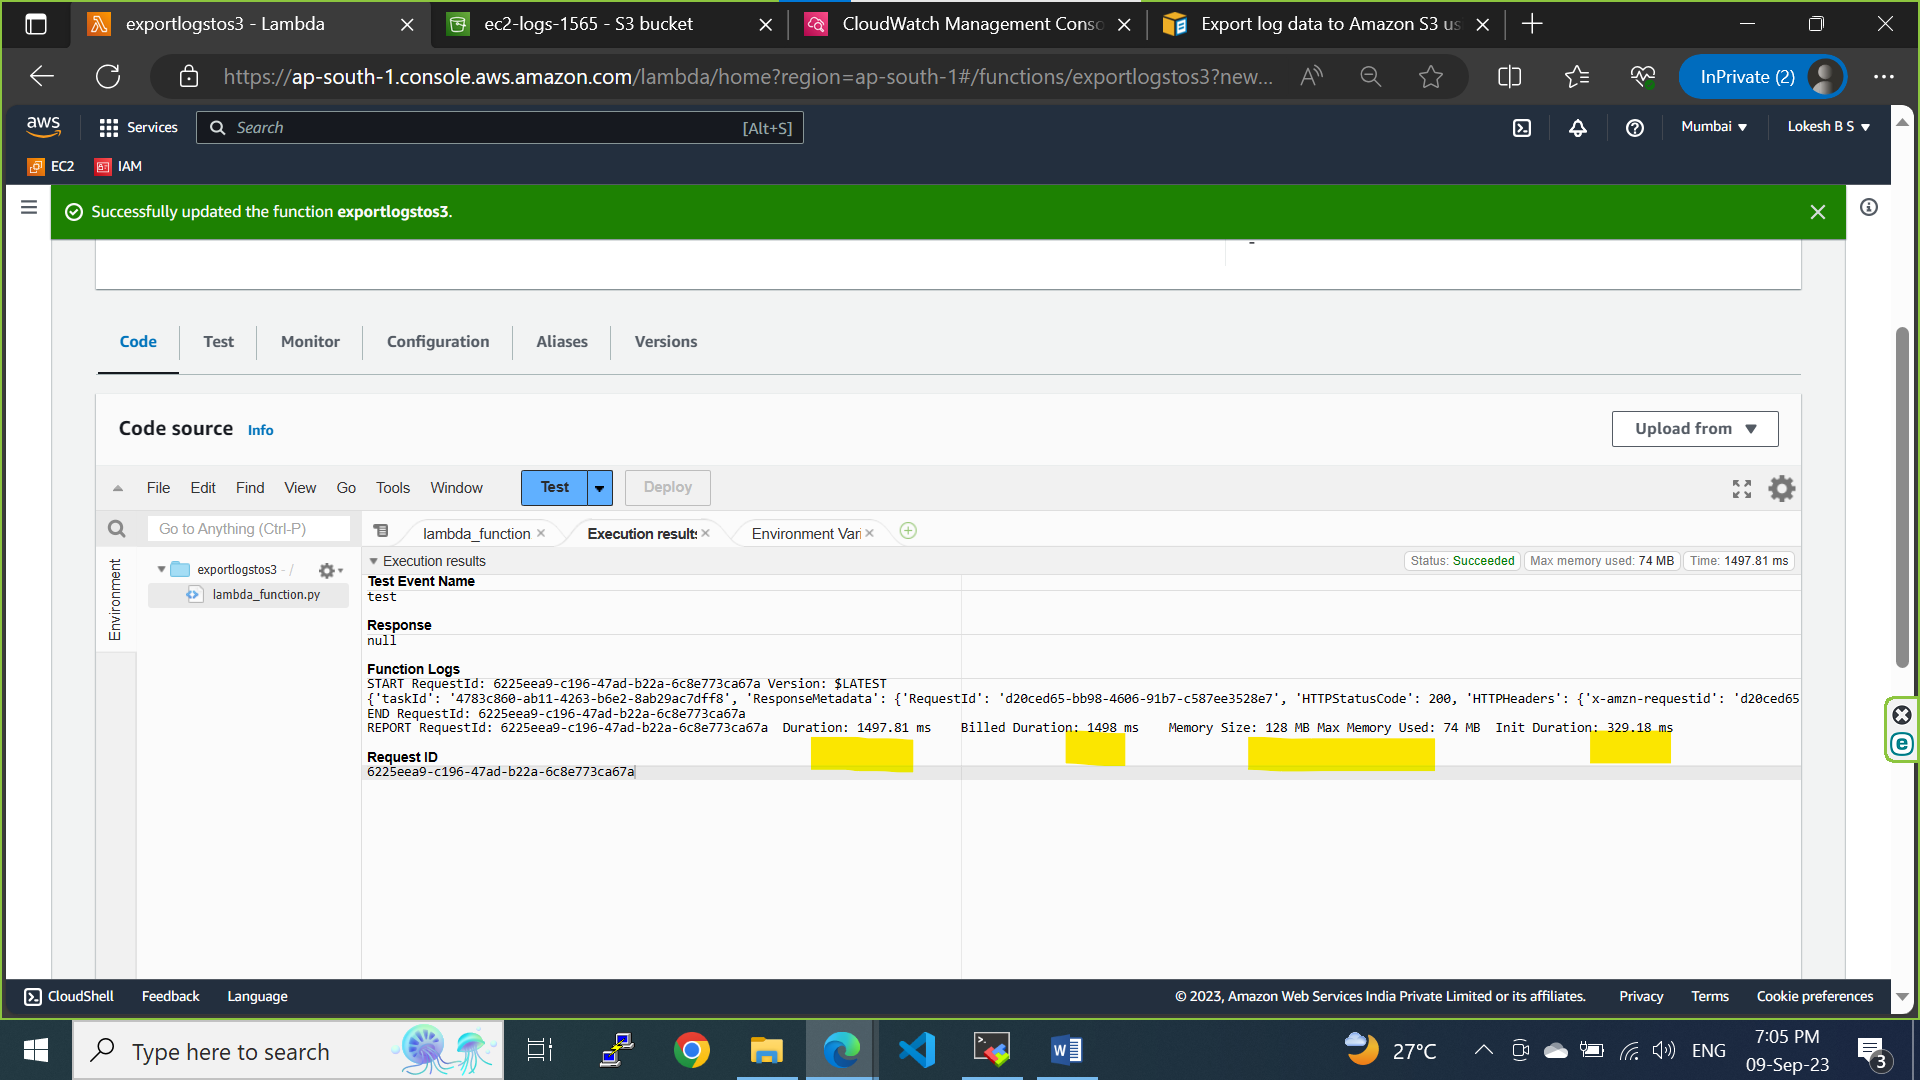 exportlogstos3 - Lambda
ec2-logs-1565 - S3 bucket
CloudWatch Management Conso
Export log data to Amazon S3 us
https://ap-south-1.console.aws.amazon.com/lambda/home?region=ap-south-1#/functions/exportlogstos3?new...
InPrivate (2)
aws
Services
Search
[Alt+S]
Mumbai
Lokesh B S
EC2
IAM
Successfully updated the function exportlogstos3.
-
Code
Test
Monitor
Configuration
Aliases
Versions
Code source
Info
Upload from
File
Edit
Find
View
Go
Tools
Window
Test
Deploy
Go to Anything (Ctrl-P)
lambda_function
Execution results
Environment Vari
Environment
exportlogstos3 - /
lambda_function.py
Execution results
Status: Succeeded
Max memory used: 74 MB
Time: 1497.81 ms
Test Event Name
test
Response
null
Function Logs
START RequestId: 6225eea9-c196-47ad-b22a-6c8e773ca67a Version: $LATEST
{'taskId': '4783c860-ab11-4263-b6e2-8ab29ac7dff8', 'ResponseMetadata': {'RequestId': 'd20ced65-bb98-4606-91b7-c587ee3528e7', 'HTTPStatusCode': 200, 'HTTPHeaders': {'x-amzn-requestid': 'd20ced65
END RequestId: 6225eea9-c196-47ad-b22a-6c8e773ca67a
REPORT RequestId: 6225eea9-c196-47ad-b22a-6c8e773ca67a Duration: 1497.81 ms Billed Duration: 1498 ms Memory Size: 128 MB Max Memory Used: 74 MB Init Duration: 329.18 ms
Request ID
6225eea9-c196-47ad-b22a-6c8e773ca67a
CloudShell
Feedback
Language
© 2023, Amazon Web Services India Private Limited or its affiliates.
Privacy
Terms
Cookie preferences
Type here to search
27°C
ENG
7:05 PM
09-Sep-23
3